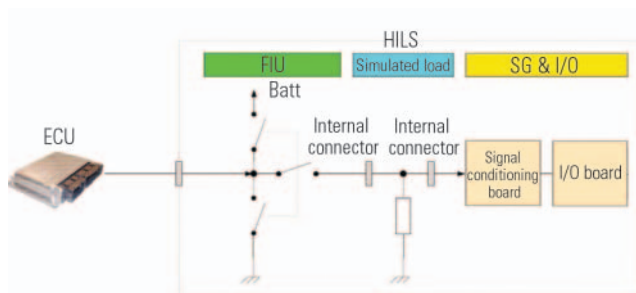 HILS
FIU
Simulated load
SG & I/O
Batt
ECU
Internal
connector
Internal
connector
Signal
conditioning
board
I/O board